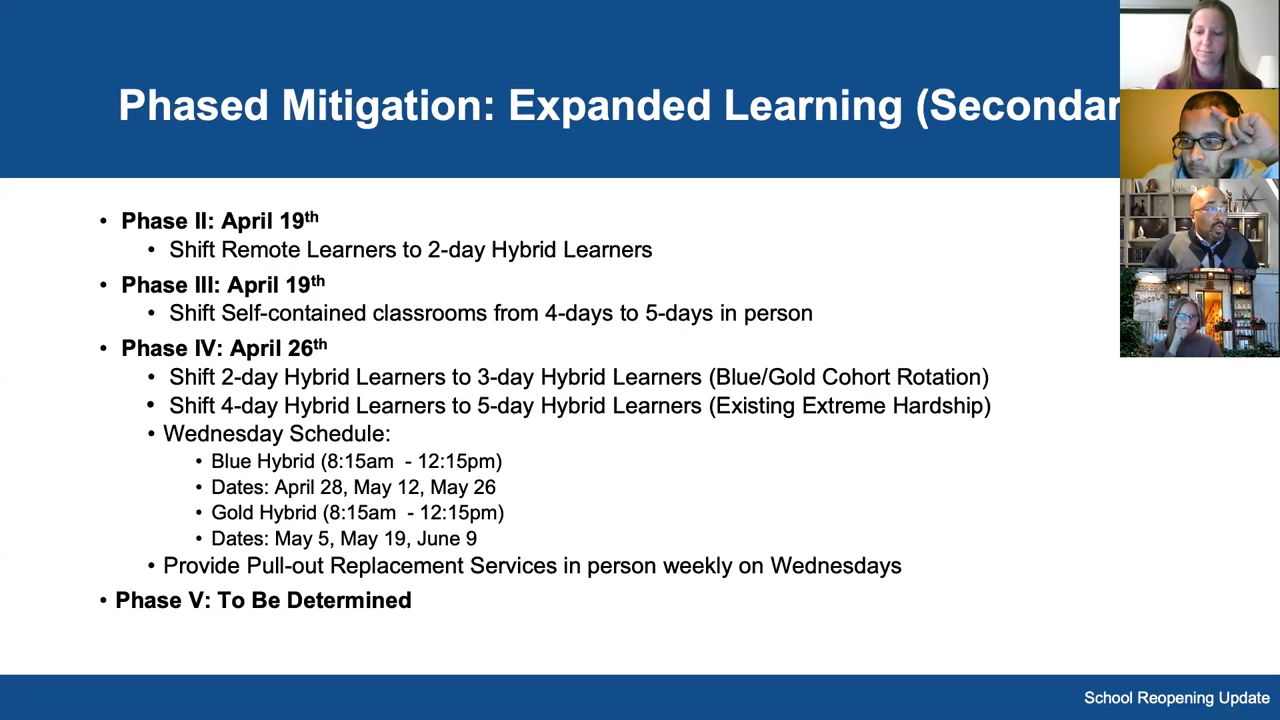 Phased Mitigation: Expanded Learning (Secondar
• Phase II: April 19th
• Shift Remote Learners to 2-day Hybrid Learners
• Phase III: April 19th
• Shift Self-contained classrooms from 4-days to 5-days in person
• Phase IV: April 26th
• Shift 2-day Hybrid Learners to 3-day Hybrid Learners (Blue/Gold Cohort Rotation)
• Shift 4-day Hybrid Learners to 5-day Hybrid Learners (Existing Extreme Hardship)
• Wednesday Schedule:
• Blue Hybrid (8:15am - 12:15pm)
• Dates: April 28, May 12, May 26
• Gold Hybrid (8:15am - 12:15pm)
• Dates: May 5, May 19, June 9
• Provide Pull-out Replacement Services in person weekly on Wednesdays
• Phase V: To Be Determined
School Reopening Update